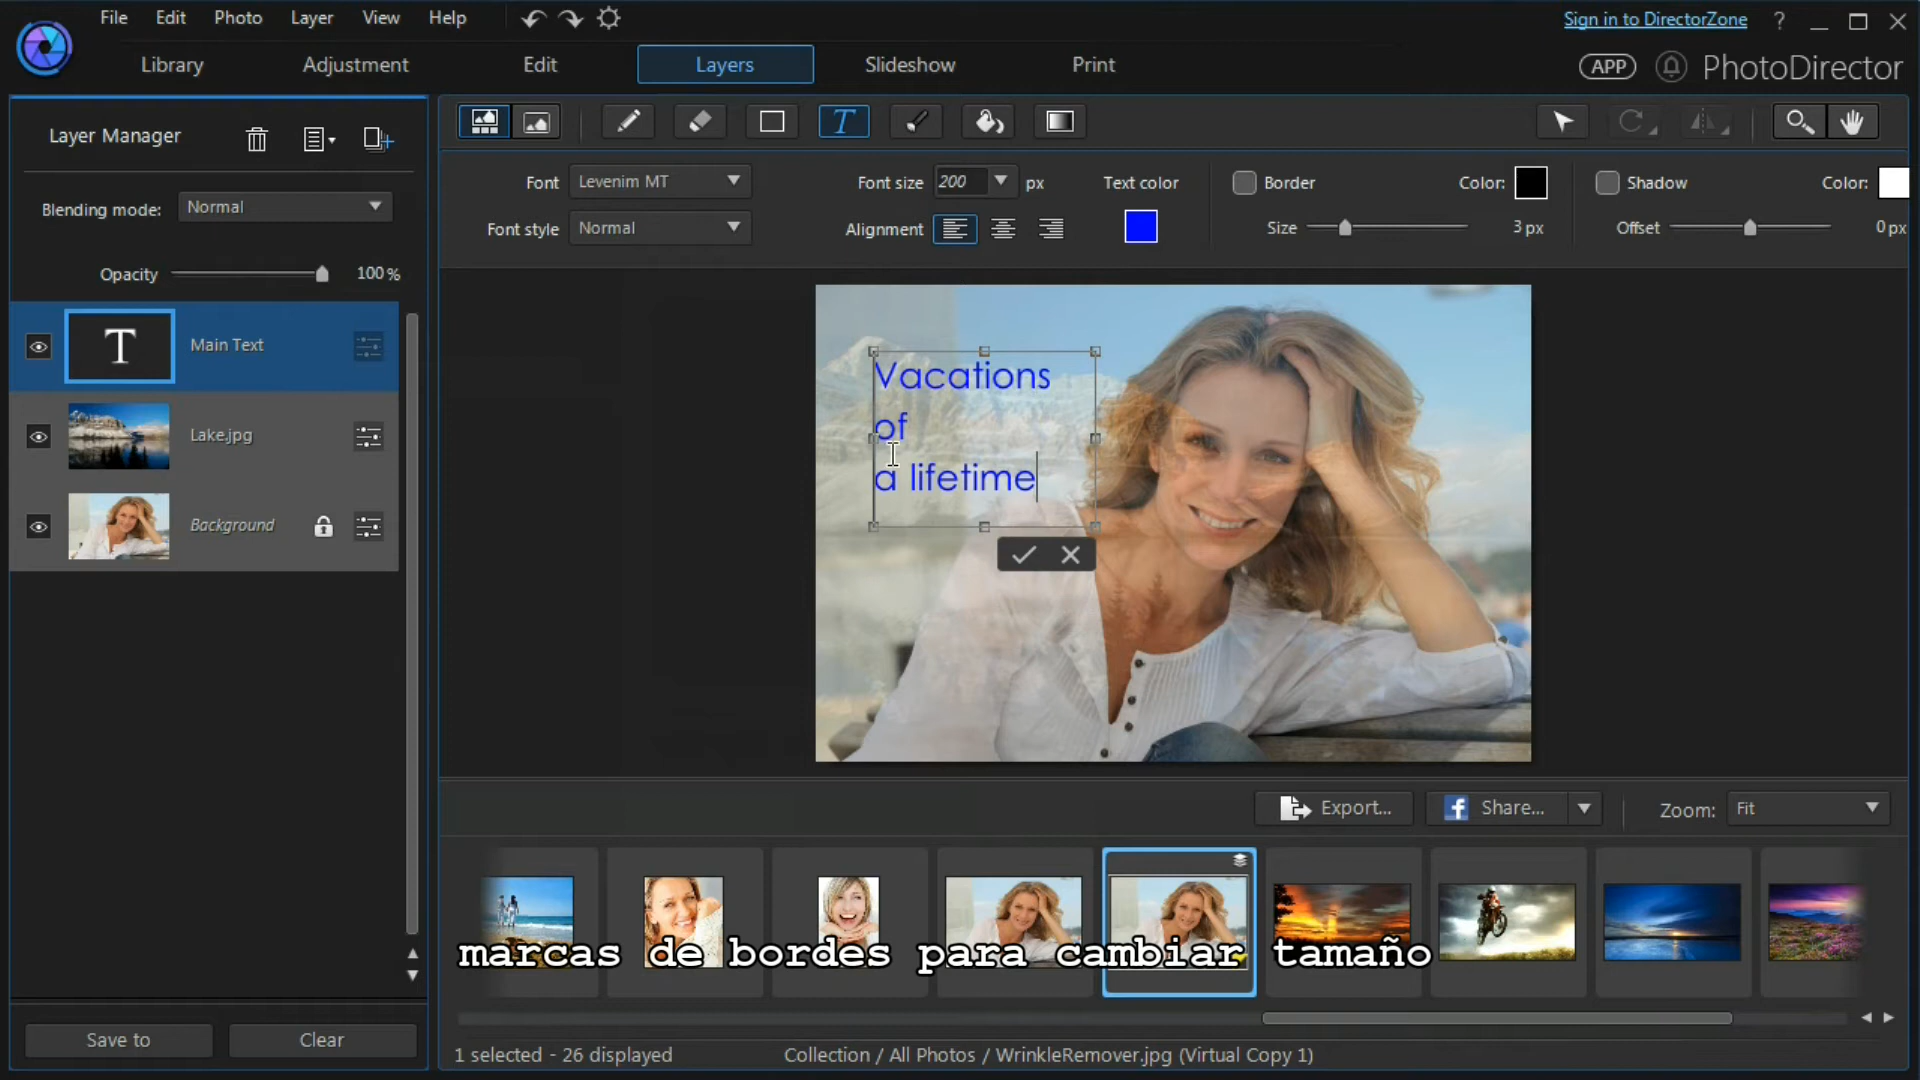 File Edit Photo Layer View Help
Sign in to DirectorZone ?
Library Adjustment Edit Layers Slideshow Print
APP PhotoDirector
Layer Manager
T
Font Levenim MT Font size 200 px Text color Border Color: Shadow Color:
Blending mode: Normal
Font style Normal Alignment Size 3 px Offset 0 px
Opacity 100 %
T Main Text
Lake.jpg
Background
Vacations
of
a lifetime
Export... f Share... Zoom: Fit
marcas de bordes para cambiar tamaño
Save to Clear
1 selected - 26 displayed Collection / All Photos / WrinkleRemover.jpg (Virtual Copy 1)